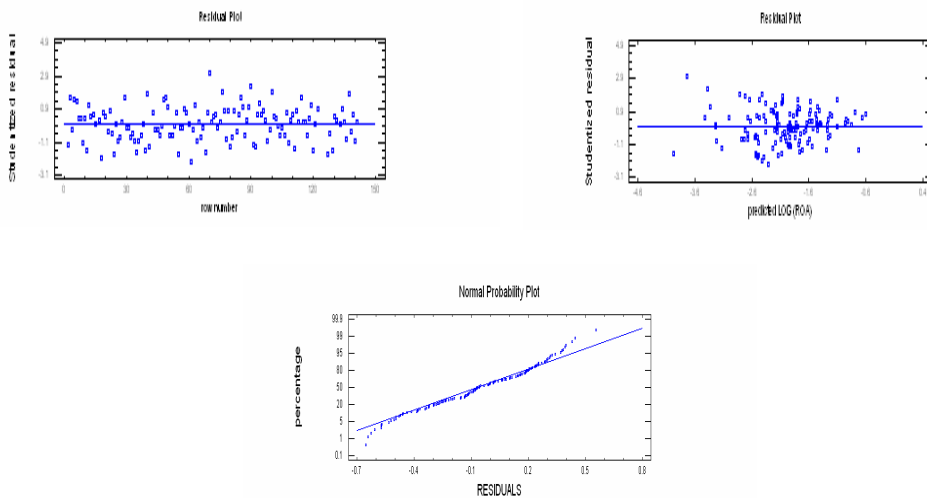 Residual Plot
Studentized residual
4.9
2.9
0.9
-1.1
-3.1
0 30 60 90 120 150
row number
Residual Plot
Studentized residual
4.9
2.9
0.9
-1.1
-3.1
-4.6 -3.6 -2.6 -1.6 -0.6 0.4
predicted LOG (ROA)
Normal Probability Plot
percentage
99.9
99
95
80
50
20
5
1
0.1
-0.7 -0.4 -0.1 0.2 0.5 0.8
RESIDUALS